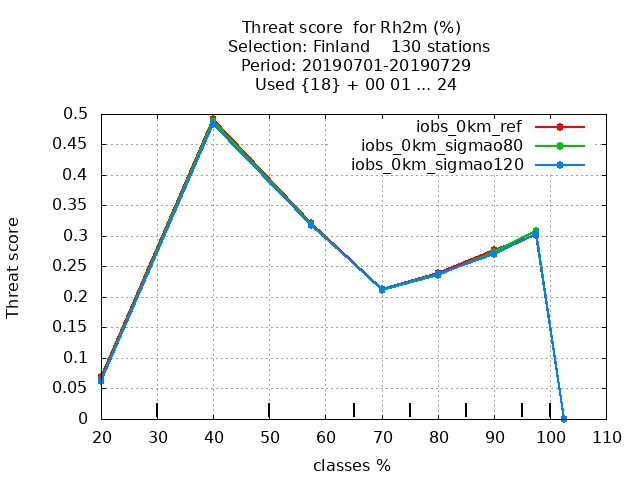 Threat score for Rh2m (%)
Selection: Finland 130 stations
Period: 20190701-20190729
Used {18} + 00 01 ... 24
iobs_0km_ref
iobs_0km_sigmao80
iobs_0km_sigmao120
Threat score
0.5
0.45
0.4
0.35
0.3
0.25
0.2
0.15
0.1
0.05
0
20 30 40 50 60 70 80 90 100 110
classes %